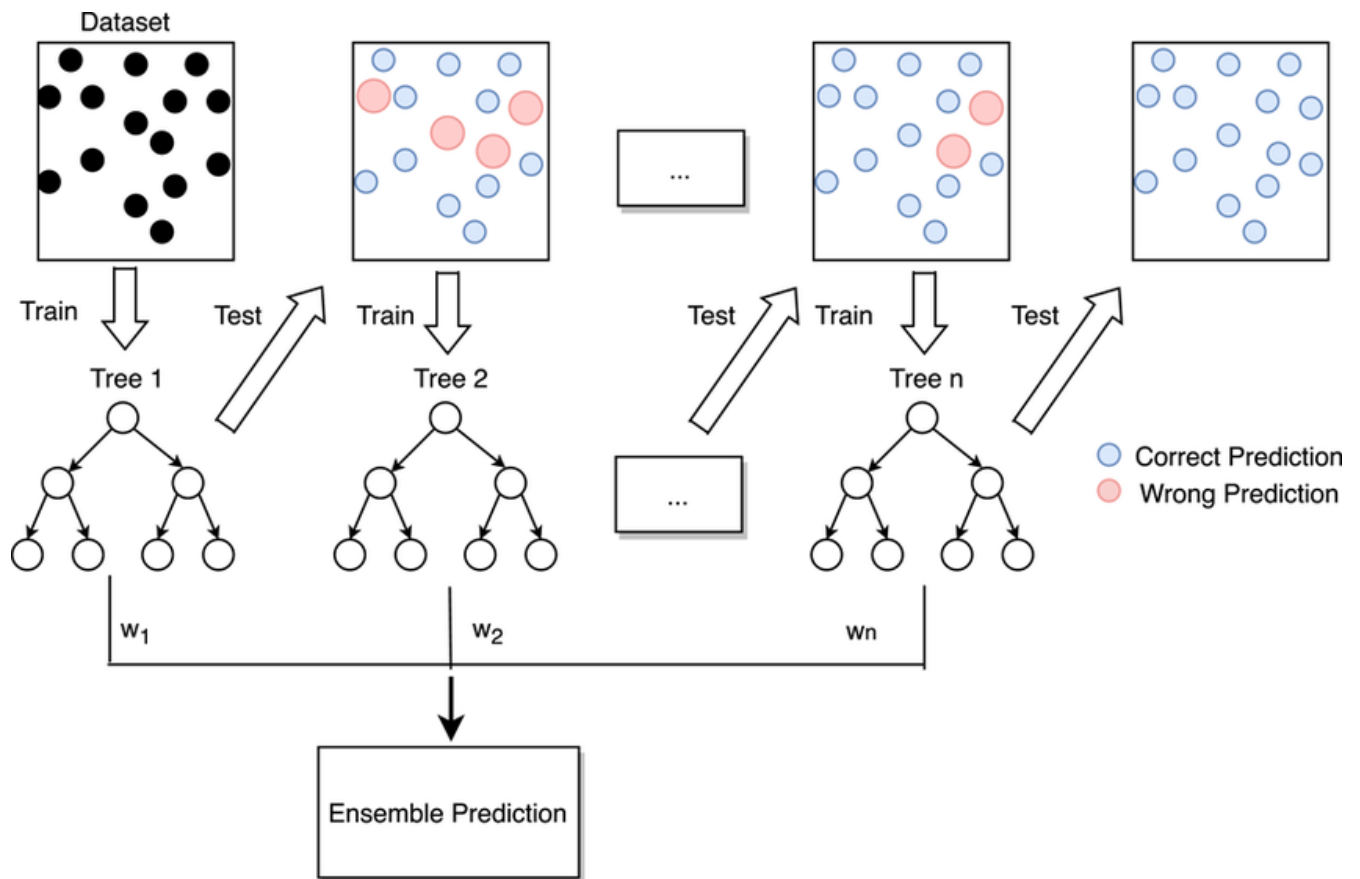 Dataset
...
Train
Test
Train
Test
Train
Test
Tree 1
Tree 2
Tree n
...
Correct Prediction
Wrong Prediction
w1
w2
wn
Ensemble Prediction